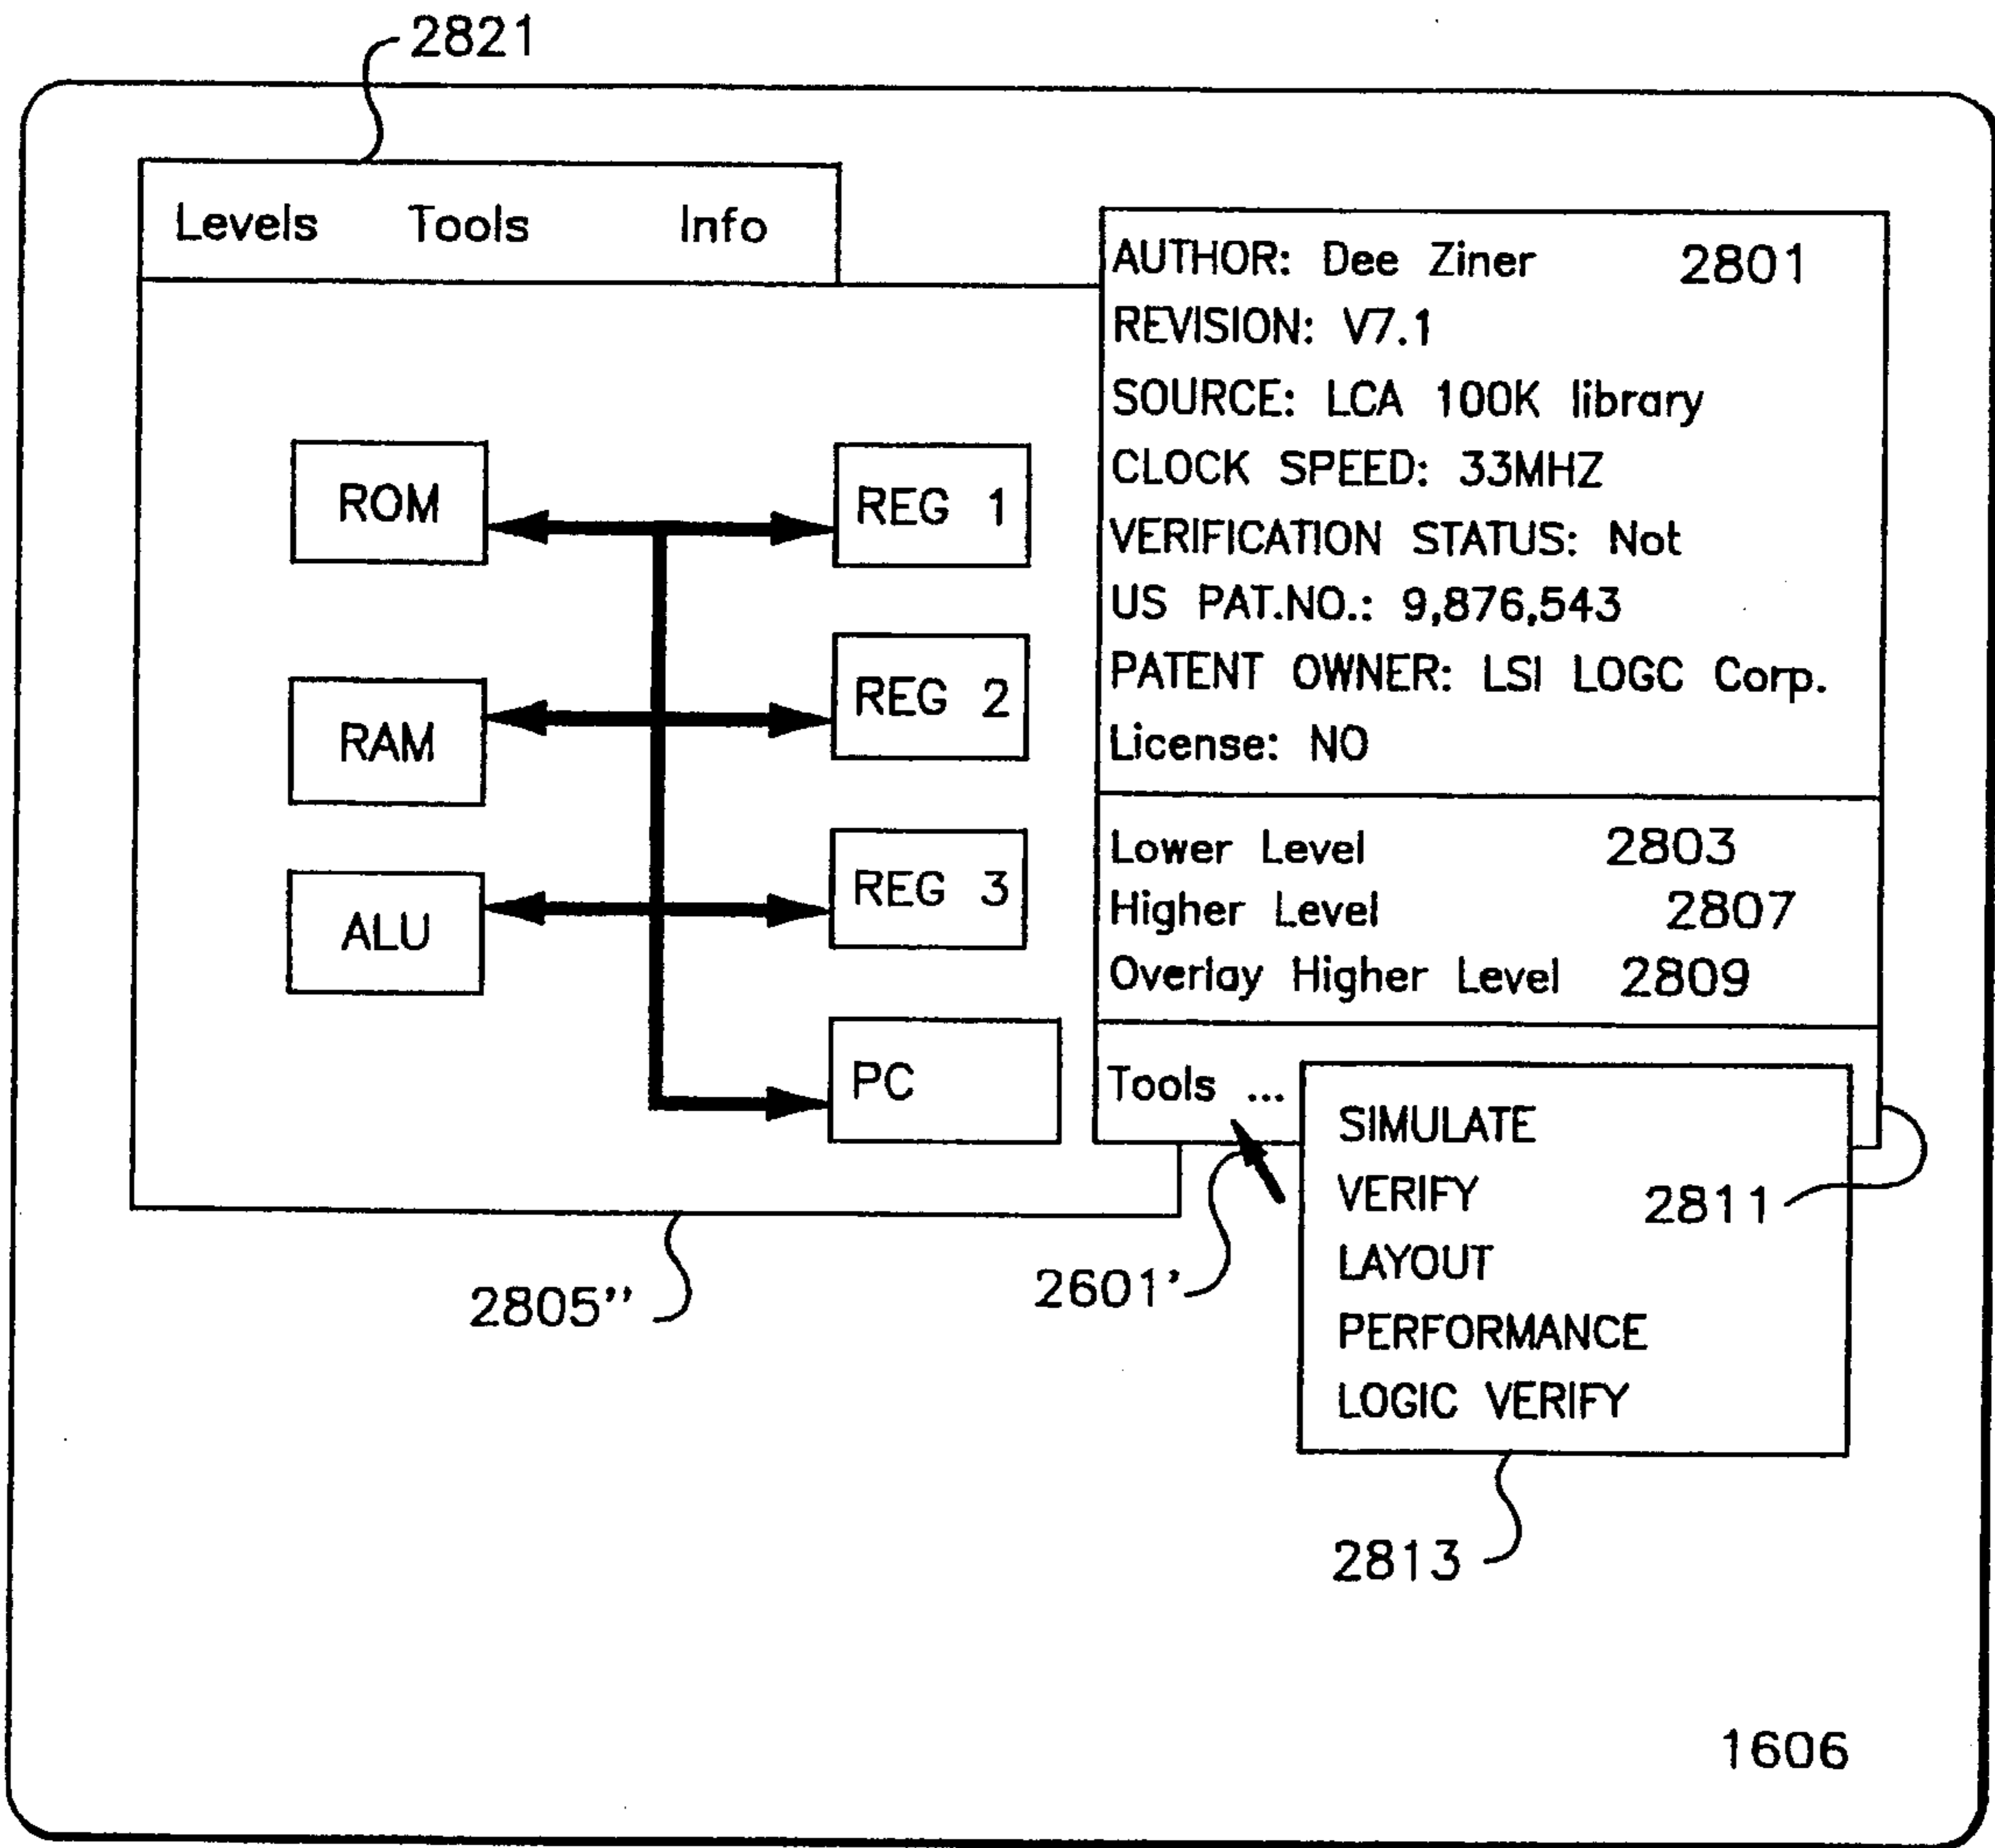 2821
Levels Tools Info
AUTHOR: Dee Ziner 2801
REVISION: V7.1
SOURCE: LCA 100K library
CLOCK SPEED: 33MHZ
VERIFICATION STATUS: Not
US PAT.NO.: 9,876,543
PATENT OWNER: LSI LOGC Corp.
License: NO
ROM
REG 1
RAM
REG 2
ALU
REG 3
PC
Lower Level 2803
Higher Level 2807
Overlay Higher Level 2809
Tools ...
SIMULATE
VERIFY
LAYOUT
PERFORMANCE
LOGIC VERIFY
2811
2805''
2601'
2813
1606